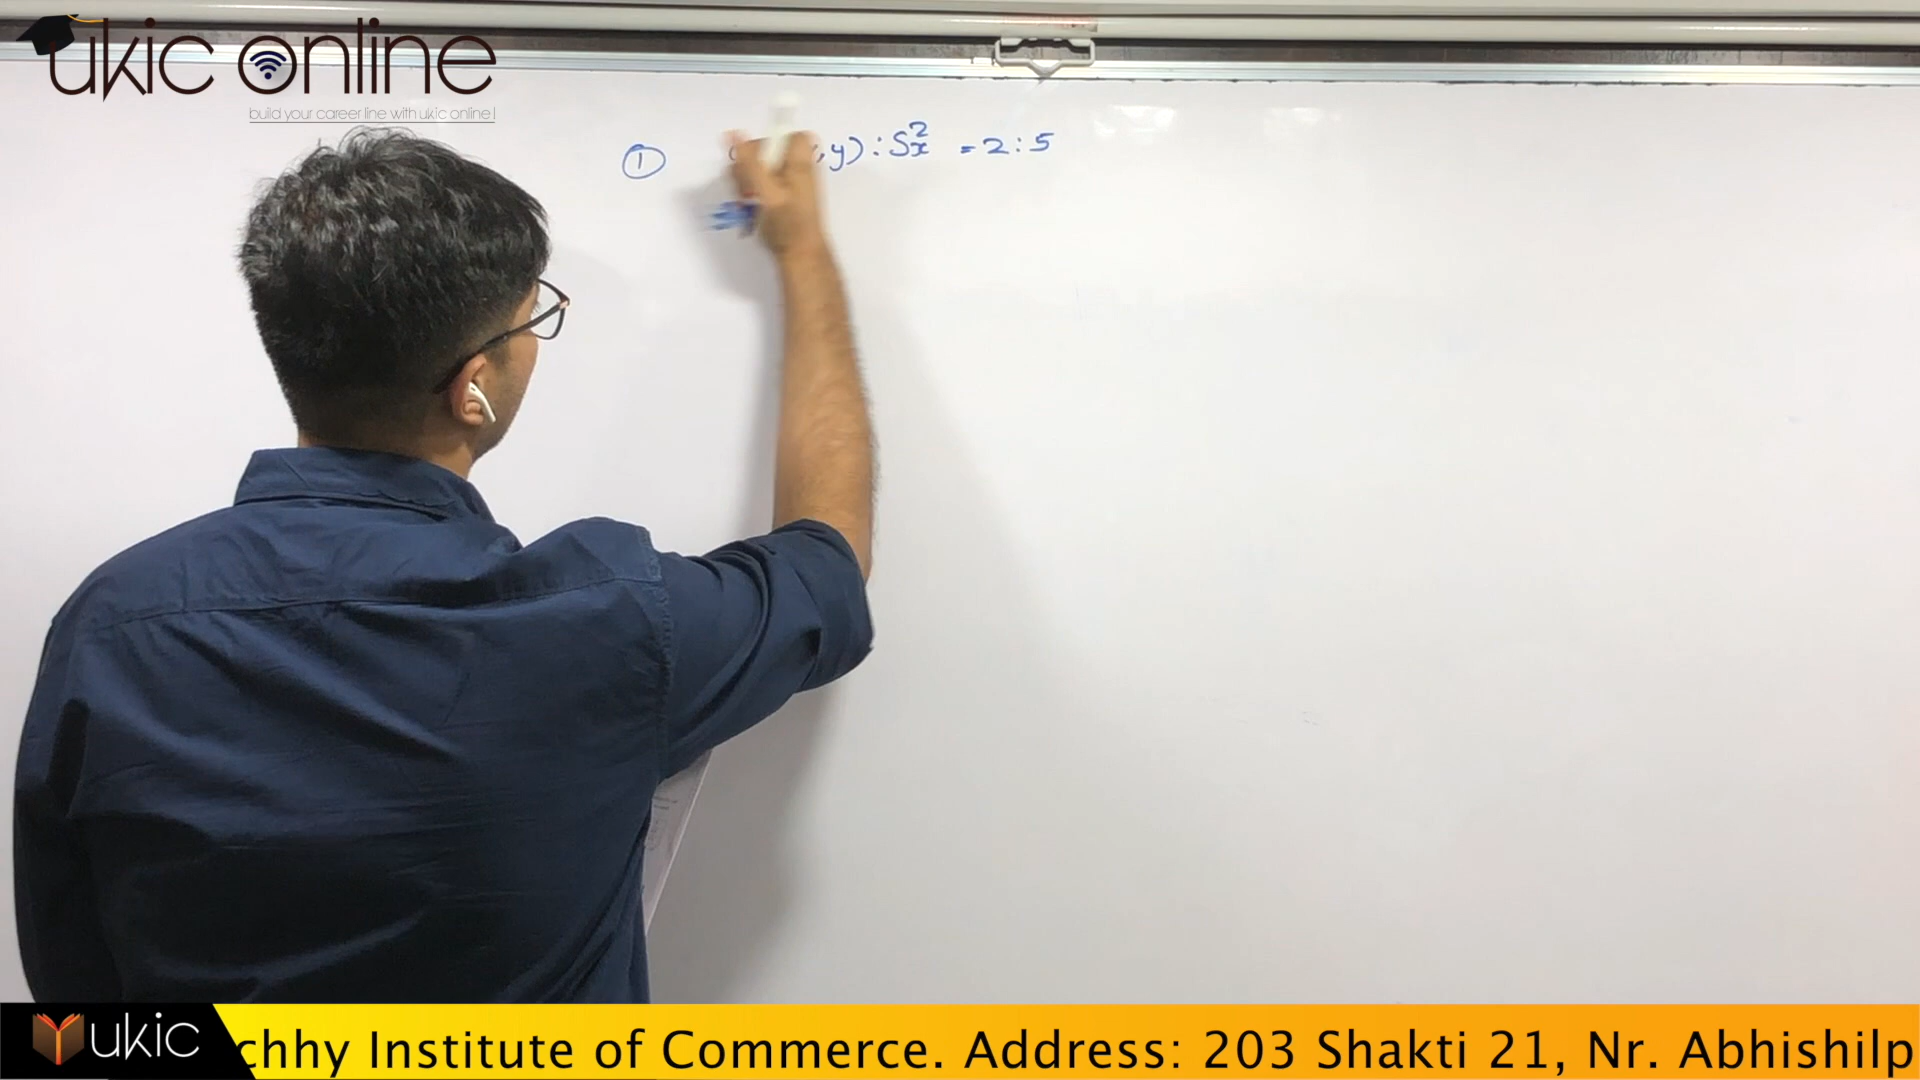 ukic online
build your career line with ukic online!
① , y) : Sx² = 2 : 5
ukic
chhy Institute of Commerce. Address: 203 Shakti 21, Nr. Abhishilp